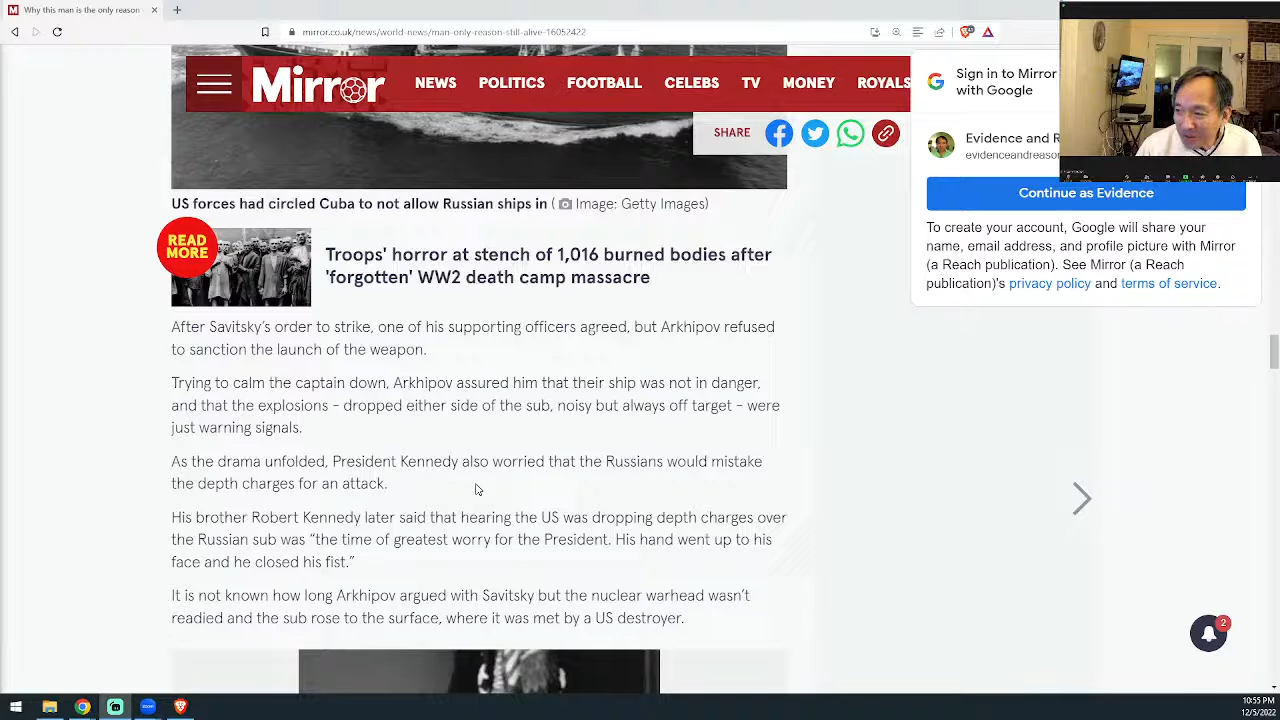 Why this man is the only reason
mirror.co.uk/news/world-news/man-only-reason-still-alive-
Mirror
NEWS POLITICS FOOTBALL CELEBS TV MONEY ROYALS
SHARE
Sign in to Mirror
with Google
Evidence and R
evidenceandreaso
Continue as Evidence
To create your account, Google will share your
name, email address, and profile picture with Mirror
(a Reach publication). See Mirror (a Reach
publication)'s privacy policy and terms of service.
US forces had circled Cuba to not allow Russian ships in ( Image: Getty Images)
READ
MORE
Troops' horror at stench of 1,016 burned bodies after
'forgotten' WW2 death camp massacre
After Savitsky's order to strike, one of his supporting officers agreed, but Arkhipov refused
to sanction the launch of the weapon.
Trying to calm the captain down, Arkhipov assured him that their ship was not in danger,
and that the explosions - dropped either side of the sub, noisy but always off target - were
just warning signals.
As the drama unfolded, President Kennedy also worried that the Russians would mistake
the depth charges for an attack.
His brother Robert Kennedy later said that hearing the US was dropping depth charges over
the Russian sub was “the time of greatest worry for the President. His hand went up to his
face and he closed his fist.”
It is not known how long Arkhipov argued with Savitsky but the nuclear warhead wasn't
readied and the sub rose to the surface, where it was met by a US destroyer.
2
10:55 PM
12/5/2022